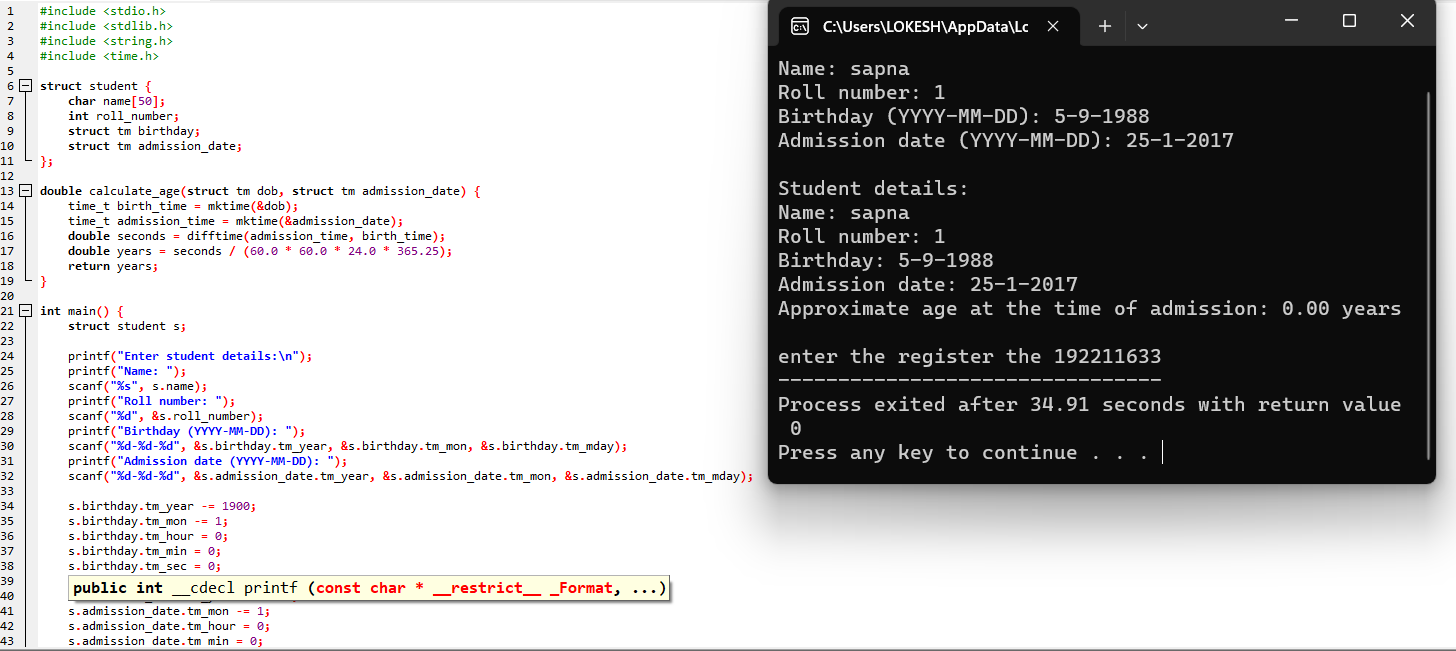 1 #include <stdio.h>
2 #include <stdlib.h>
3 #include <string.h>
4 #include <time.h>
5
6 struct student {
7     char name[50];
8     int roll_number;
9     struct tm birthday;
10     struct tm admission_date;
11 };
12
13 double calculate_age(struct tm dob, struct tm admission_date) {
14     time_t birth_time = mktime(&dob);
15     time_t admission_time = mktime(&admission_date);
16     double seconds = difftime(admission_time, birth_time);
17     double years = seconds / (60.0 * 60.0 * 24.0 * 365.25);
18     return years;
19 }
20
21 int main() {
22     struct student s;
23
24     printf("Enter student details:\n");
25     printf("Name: ");
26     scanf("%s", s.name);
27     printf("Roll number: ");
28     scanf("%d", &s.roll_number);
29     printf("Birthday (YYYY-MM-DD): ");
30     scanf("%d-%d-%d", &s.birthday.tm_year, &s.birthday.tm_mon, &s.birthday.tm_mday);
31     printf("Admission date (YYYY-MM-DD): ");
32     scanf("%d-%d-%d", &s.admission_date.tm_year, &s.admission_date.tm_mon, &s.admission_date.tm_mday);
33
34     s.birthday.tm_year -= 1900;
35     s.birthday.tm_mon -= 1;
36     s.birthday.tm_hour = 0;
37     s.birthday.tm_min = 0;
38     s.birthday.tm_sec = 0;
39
public int __cdecl printf (const char * __restrict__ _Format, ...)
40
41     s.admission_date.tm_mon -= 1;
42     s.admission_date.tm_hour = 0;
43     s.admission_date.tm_min = 0;
C:\Users\LOKESH\AppData\Lc
Name: sapna
Roll number: 1
Birthday (YYYY-MM-DD): 5-9-1988
Admission date (YYYY-MM-DD): 25-1-2017

Student details:
Name: sapna
Roll number: 1
Birthday: 5-9-1988
Admission date: 25-1-2017
Approximate age at the time of admission: 0.00 years

enter the register the 192211633
--------------------------------
Process exited after 34.91 seconds with return value
 0
Press any key to continue . . .